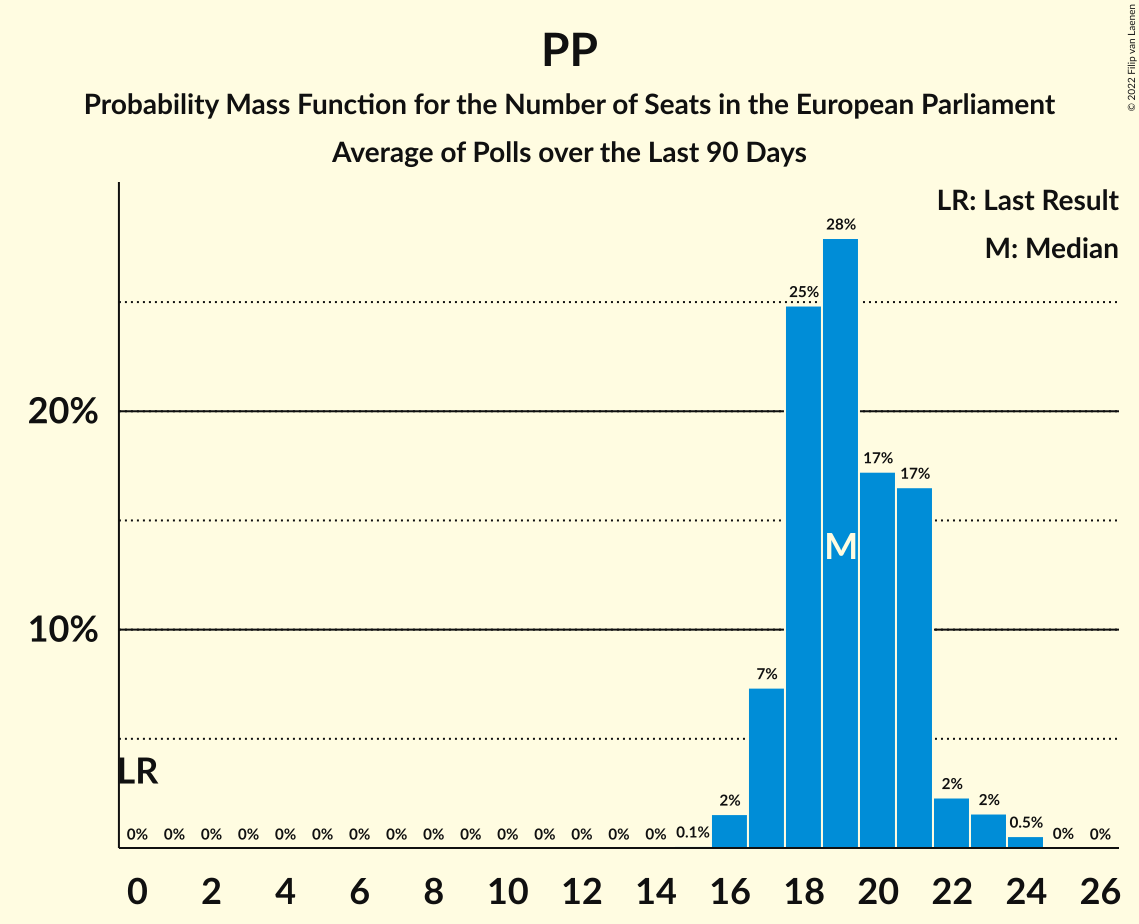 PP
Probability Mass Function for the Number of Seats in the European Parliament
Average of Polls over the Last 90 Days
© 2022 Filip van Laenen
LR: Last Result
M: Median
28%
25%
20%
17%
17%
M
10%
7%
LR
2%
2%
2%
0.5%
0% 0% 0% 0% 0% 0% 0% 0% 0% 0% 0% 0% 0% 0% 0% 0.1% 0% 0%
0 2 4 6 8 10 12 14 16 18 20 22 24 26